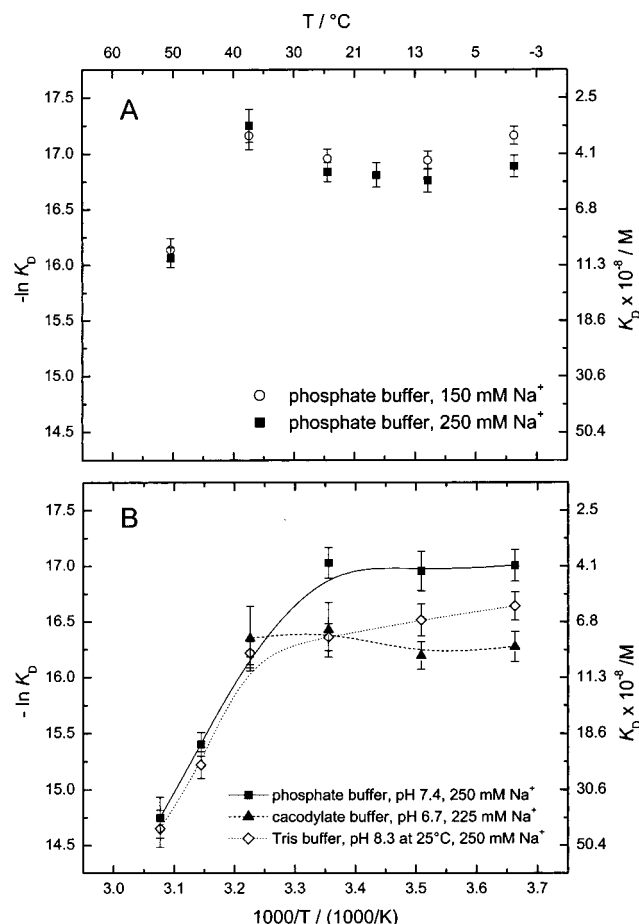 T / °C
60 50 40 30 21 13 5 -3
A
17.5
17.0
16.5
16.0
15.5
15.0
14.5
-ln K_D
2.5
4.1
6.8
11.3
18.6
30.6
50.4
K_D x 10^-8 / M
phosphate buffer, 150 mM Na^+
phosphate buffer, 250 mM Na^+
B
17.5
17.0
16.5
16.0
15.5
15.0
14.5
- ln K_D
2.5
4.1
6.8
11.3
18.6
30.6
50.4
K_D x 10^-8 /M
phosphate buffer, pH 7.4, 250 mM Na^+
cacodylate buffer, pH 6.7, 225 mM Na^+
Tris buffer, pH 8.3 at 25°C, 250 mM Na^+
3.0 3.1 3.2 3.3 3.4 3.5 3.6 3.7
1000/T / (1000/K)